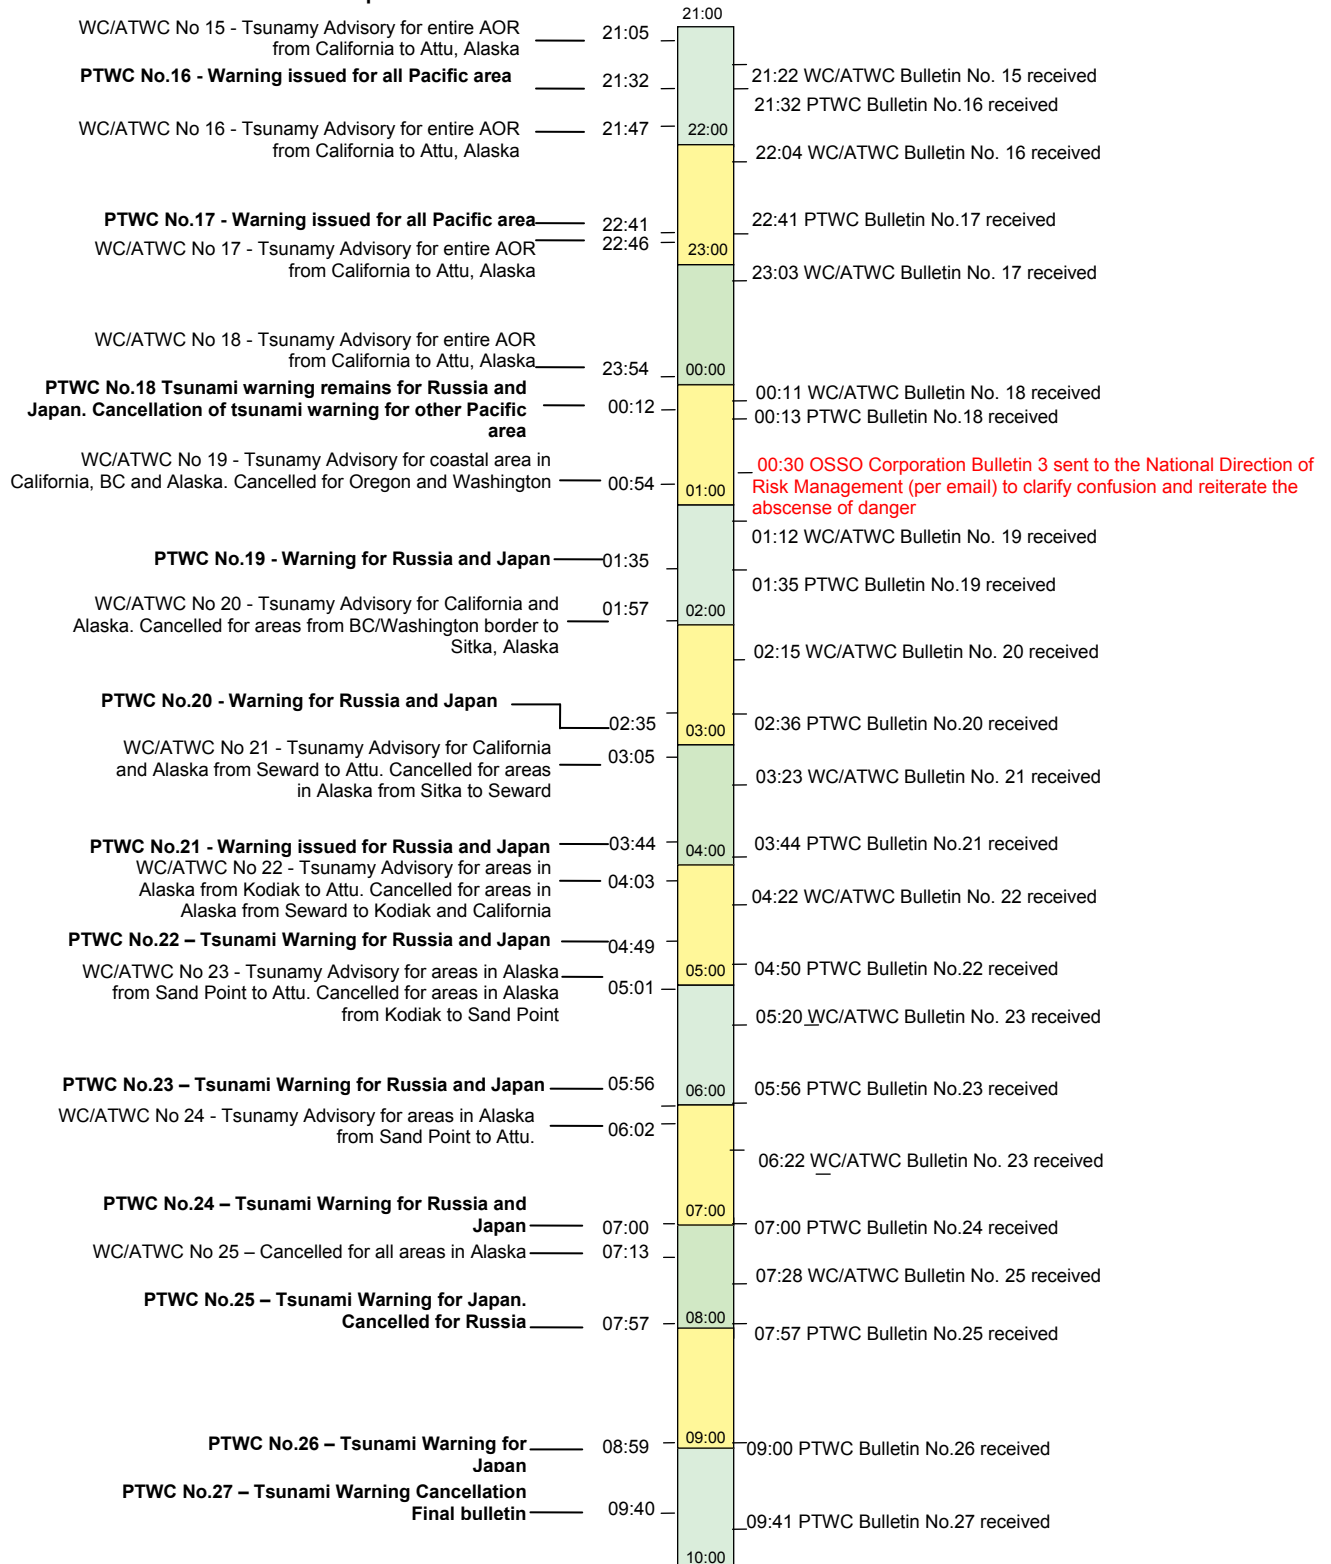 21:00
WC/ATWC No 15 - Tsunamy Advisory for entire AOR
from California to Attu, Alaska
21:05
PTWC No.16 - Warning issued for all Pacific area
21:32
21:22 WC/ATWC Bulletin No. 15 received
21:32 PTWC Bulletin No.16 received
WC/ATWC No 16 - Tsunamy Advisory for entire AOR
from California to Attu, Alaska
21:47
22:00
22:04 WC/ATWC Bulletin No. 16 received
PTWC No.17 - Warning issued for all Pacific area
22:41
22:41 PTWC Bulletin No.17 received
WC/ATWC No 17 - Tsunamy Advisory for entire AOR
from California to Attu, Alaska
22:46
23:00
23:03 WC/ATWC Bulletin No. 17 received
WC/ATWC No 18 - Tsunamy Advisory for entire AOR
from California to Attu, Alaska
23:54
00:00
PTWC No.18 Tsunami warning remains for Russia and
Japan. Cancellation of tsunami warning for other Pacific
area
00:12
00:11 WC/ATWC Bulletin No. 18 received
00:13 PTWC Bulletin No.18 received
WC/ATWC No 19 - Tsunamy Advisory for coastal area in
California, BC and Alaska. Cancelled for Oregon and Washington
00:54
01:00
00:30 OSSO Corporation Bulletin 3 sent to the National Direction of
Risk Management (per email) to clarify confusion and reiterate the
abscense of danger
01:12 WC/ATWC Bulletin No. 19 received
PTWC No.19 - Warning for Russia and Japan
01:35
01:35 PTWC Bulletin No.19 received
WC/ATWC No 20 - Tsunamy Advisory for California and
Alaska. Cancelled for areas from BC/Washington border to
Sitka, Alaska
01:57
02:00
02:15 WC/ATWC Bulletin No. 20 received
PTWC No.20 - Warning for Russia and Japan
02:35
03:00
02:36 PTWC Bulletin No.20 received
WC/ATWC No 21 - Tsunamy Advisory for California
and Alaska from Seward to Attu. Cancelled for areas
in Alaska from Sitka to Seward
03:05
03:23 WC/ATWC Bulletin No. 21 received
PTWC No.21 - Warning issued for Russia and Japan
03:44
04:00
03:44 PTWC Bulletin No.21 received
WC/ATWC No 22 - Tsunamy Advisory for areas in
Alaska from Kodiak to Attu. Cancelled for areas in
Alaska from Seward to Kodiak and California
04:03
04:22 WC/ATWC Bulletin No. 22 received
PTWC No.22 – Tsunami Warning for Russia and Japan
04:49
05:00
04:50 PTWC Bulletin No.22 received
WC/ATWC No 23 - Tsunamy Advisory for areas in Alaska
from Sand Point to Attu. Cancelled for areas in Alaska
from Kodiak to Sand Point
05:01
05:20 WC/ATWC Bulletin No. 23 received
PTWC No.23 – Tsunami Warning for Russia and Japan
05:56
06:00
05:56 PTWC Bulletin No.23 received
WC/ATWC No 24 - Tsunamy Advisory for areas in Alaska
from Sand Point to Attu.
06:02
06:22 WC/ATWC Bulletin No. 23 received
PTWC No.24 – Tsunami Warning for Russia and
Japan
07:00
07:00
07:00 PTWC Bulletin No.24 received
WC/ATWC No 25 – Cancelled for all areas in Alaska
07:13
07:28 WC/ATWC Bulletin No. 25 received
PTWC No.25 – Tsunami Warning for Japan.
Cancelled for Russia
07:57
08:00
07:57 PTWC Bulletin No.25 received
PTWC No.26 – Tsunami Warning for
Japan
08:59
09:00
09:00 PTWC Bulletin No.26 received
PTWC No.27 – Tsunami Warning Cancellation
Final bulletin
09:40
09:41 PTWC Bulletin No.27 received
10:00